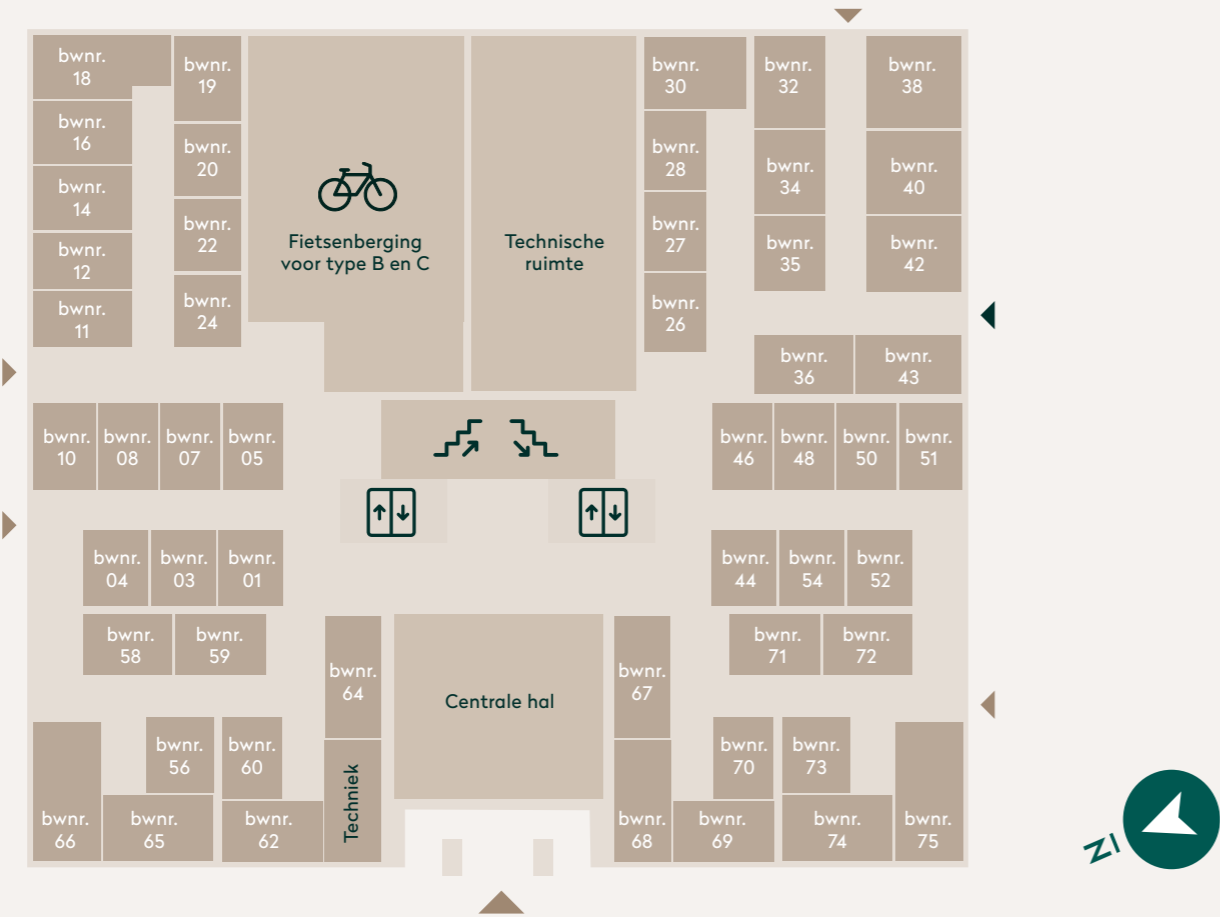 bwnr.
18
bwnr.
19
bwnr.
30
bwnr.
32
bwnr.
38
bwnr.
16
bwnr.
20
bwnr.
28
bwnr.
34
bwnr.
40
bwnr.
14
bwnr.
22
Fietsenberging
voor type B en C
Technische
ruimte
bwnr.
27
bwnr.
35
bwnr.
42
bwnr.
12
bwnr.
24
bwnr.
26
bwnr.
11
bwnr.
36
bwnr.
43
bwnr.
10
bwnr.
08
bwnr.
07
bwnr.
05
bwnr.
46
bwnr.
48
bwnr.
50
bwnr.
51
bwnr.
04
bwnr.
03
bwnr.
01
bwnr.
44
bwnr.
54
bwnr.
52
bwnr.
58
bwnr.
59
bwnr.
71
bwnr.
72
bwnr.
64
Centrale hal
bwnr.
67
bwnr.
56
bwnr.
60
bwnr.
70
bwnr.
73
Techniek
bwnr.
66
bwnr.
65
bwnr.
62
bwnr.
68
bwnr.
69
bwnr.
74
bwnr.
75
N